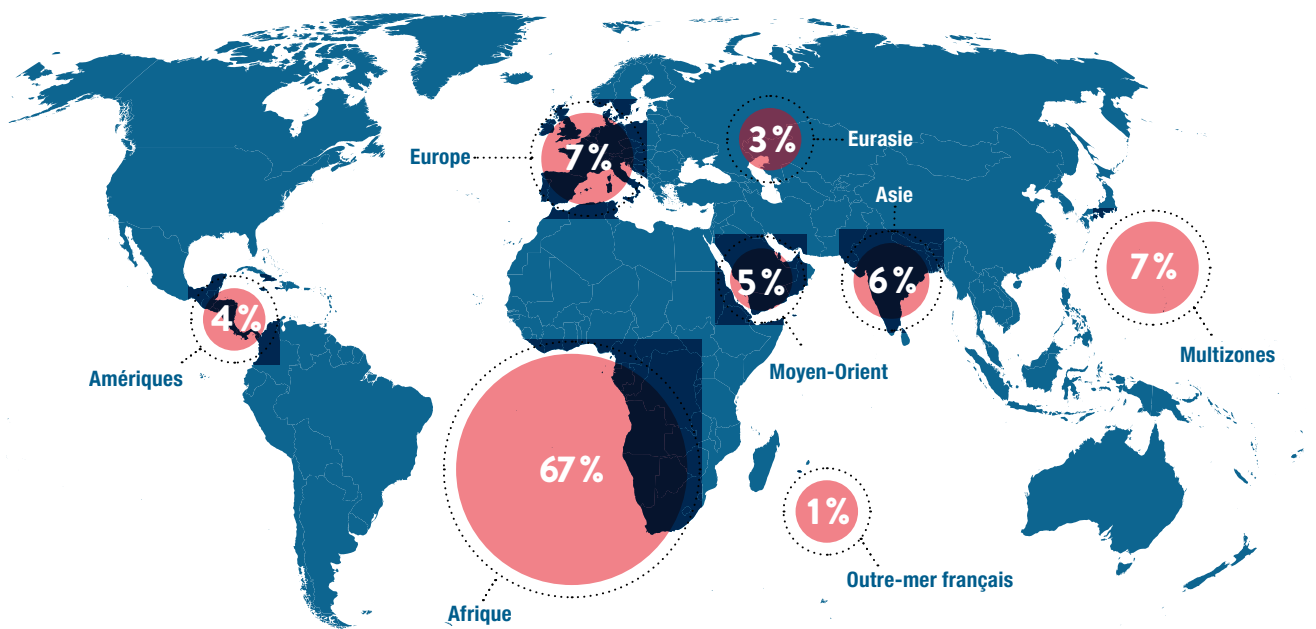 3 %
Eurasie
7 %
Europe
Asie
5 %
6 %
7 %
4 %
Multizones
Amériques
Moyen-Orient
67 %
1 %
Outre-mer français
Afrique